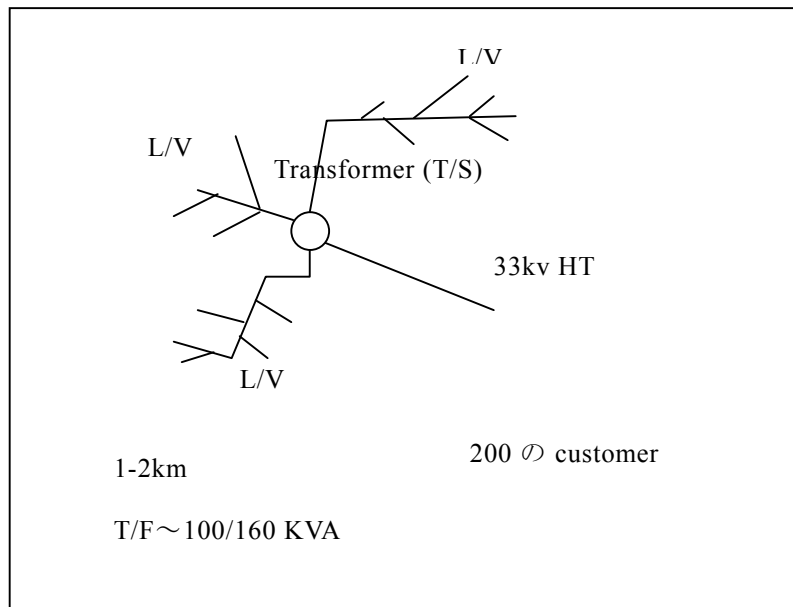 L/V
L/V
Transformer (T/S)
33kv HT
L/V
200 の customer
1-2km
T/F～100/160 KVA